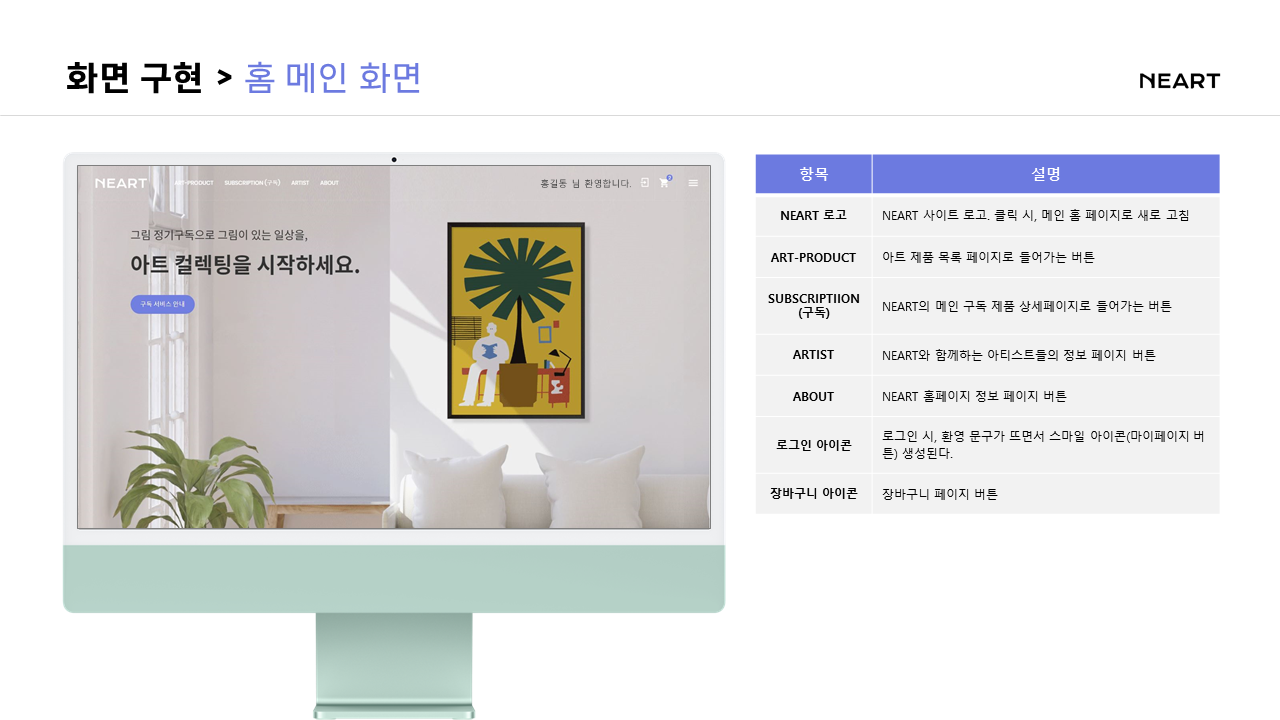 화면 구현 > 홈 메인 화면
NEART
NEART ART-PRODUCT SUBSCRIPTION(구독) ARTIST ABOUT 홍길동 님 환영합니다.
그림 정기구독으로 그림이 있는 일상을,
아트 컬렉팅을 시작하세요.
구독 서비스 안내
항목 설명
NEART 로고 NEART 사이트 로고. 클릭 시, 메인 홈 페이지로 새로 고침
ART-PRODUCT 아트 제품 목록 페이지로 들어가는 버튼
SUBSCRIPTIION
(구독)
NEART의 메인 구독 제품 상세페이지로 들어가는 버튼
ARTIST NEART와 함께하는 아티스트들의 정보 페이지 버튼
ABOUT NEART 홈페이지 정보 페이지 버튼
로그인 아이콘
로그인 시, 환영 문구가 뜨면서 스마일 아이콘(마이페이지 버
튼) 생성된다.
장바구니 아이콘 장바구니 페이지 버튼